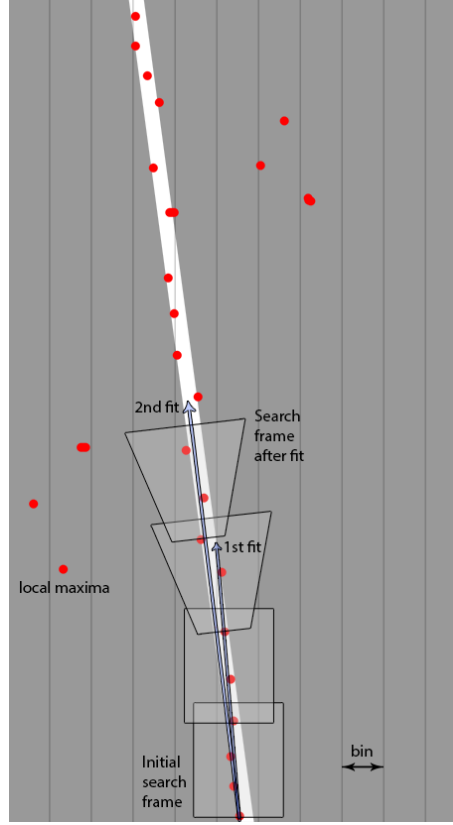 2nd fit
Search
frame
after fit
1st fit
local maxima
Initial
search
frame
bin